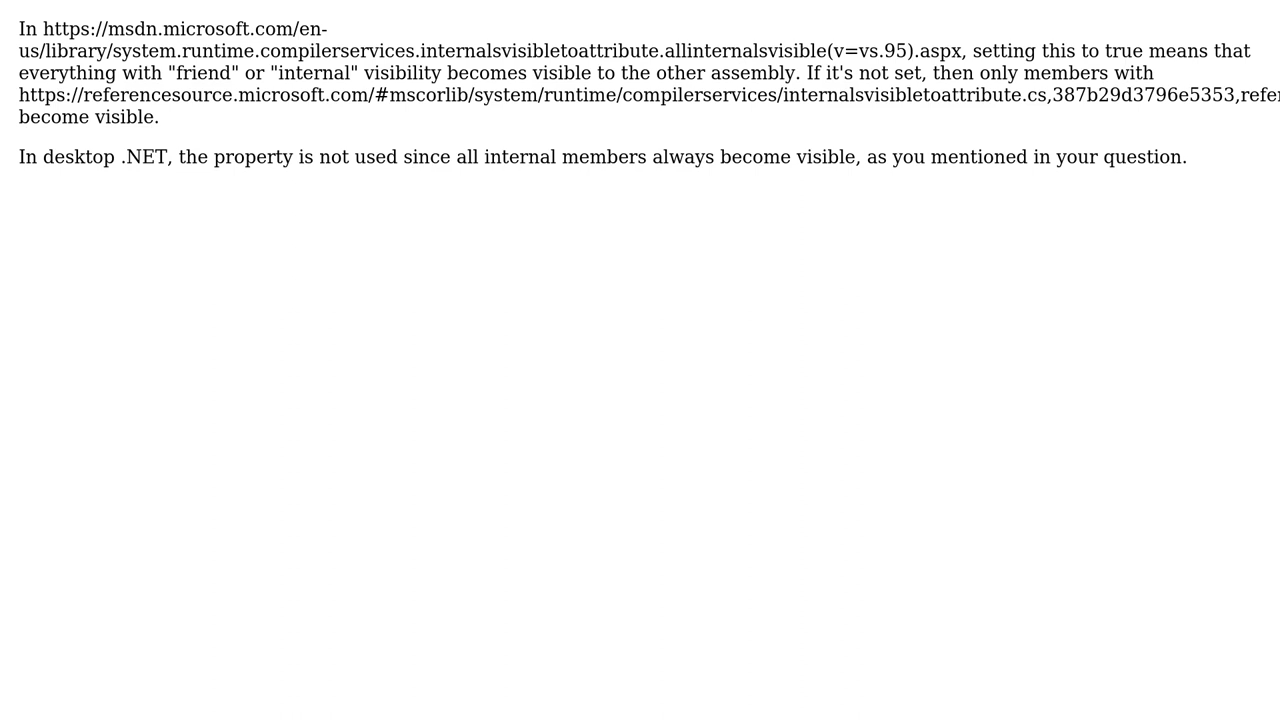 In https://msdn.microsoft.com/en-
us/library/system.runtime.compilerservices.internalsvisibletoattribute.allinternalsvisible(v=vs.95).aspx, setting this to true means that
everything with "friend" or "internal" visibility becomes visible to the other assembly. If it's not set, then only members with
https://referencesource.microsoft.com/#mscorlib/system/runtime/compilerservices/internalsvisibletoattribute.cs,387b29d3796e5353,refer
become visible.
In desktop .NET, the property is not used since all internal members always become visible, as you mentioned in your question.